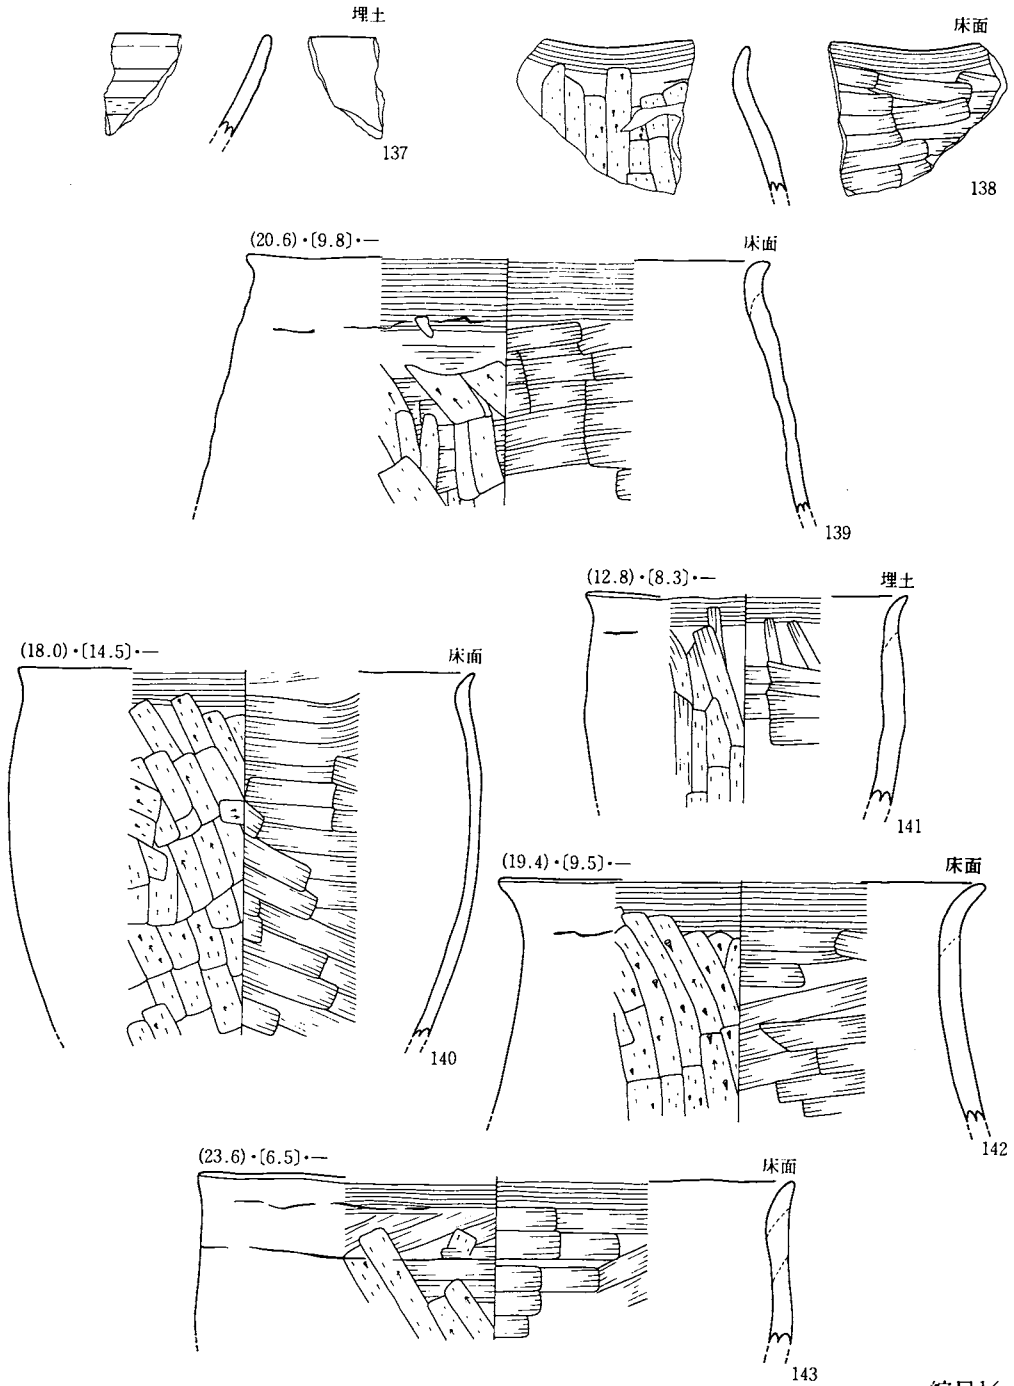 埋土
137
床面
138
(20.6)・〔9.8〕・—
床面
139
(12.8)・〔8.3〕・—
埋土
141
(18.0)・〔14.5〕・—
床面
140
(19.4)・〔9.5〕・—
床面
142
(23.6)・〔6.5〕・—
床面
143